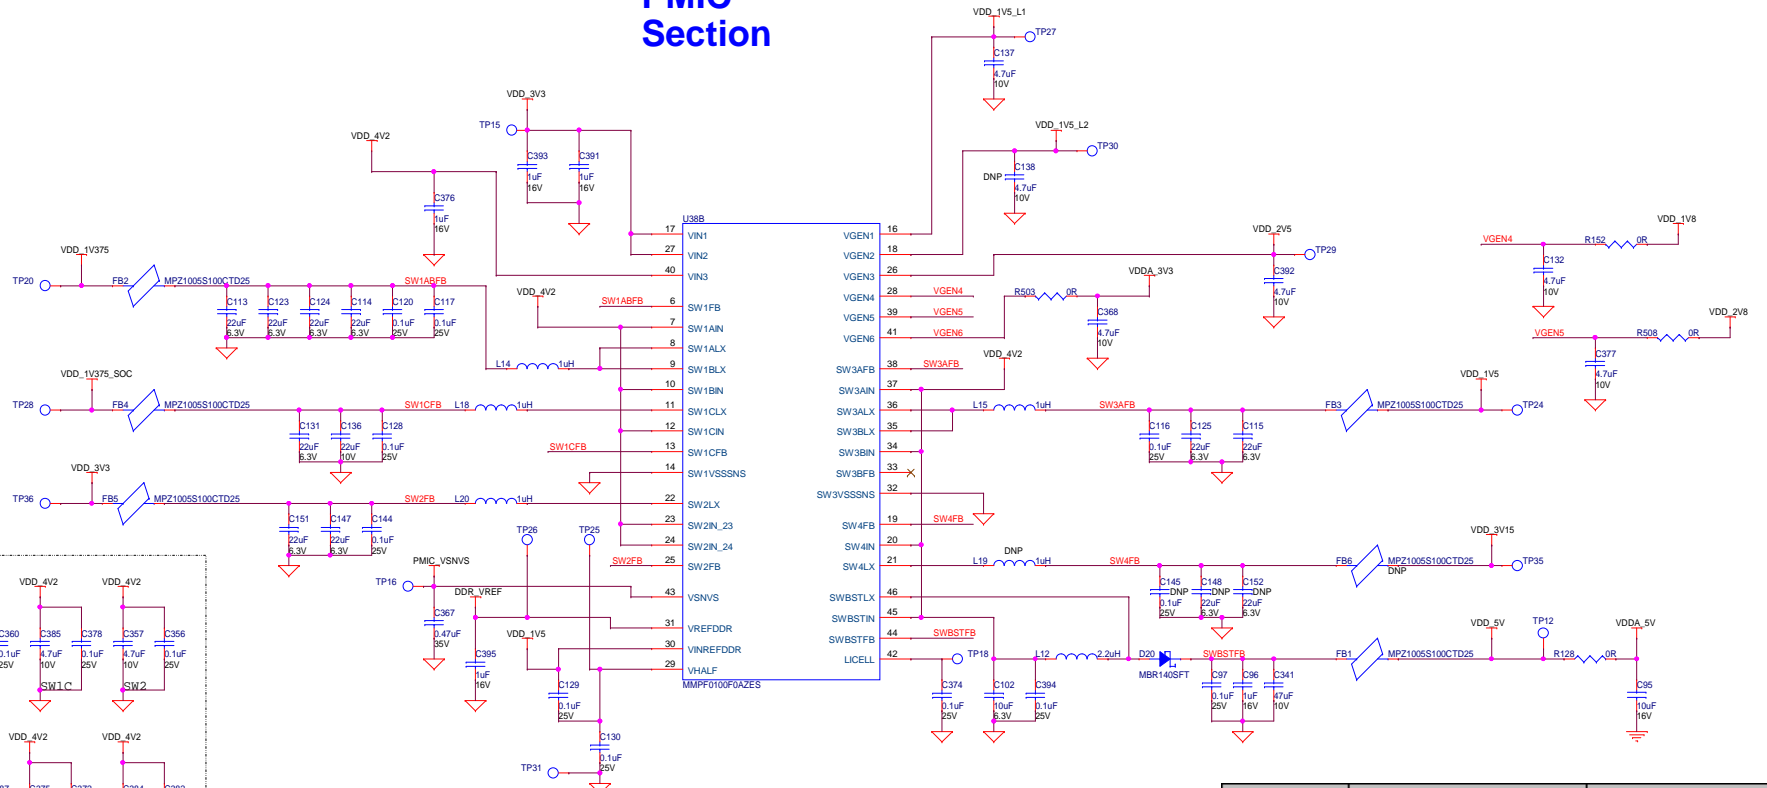 PMIC
Section
VDD_1V5_L1
TP27
C137
4.7uF
10V
VDD_3V3
TP15
C393
1uF
16V
C391
1uF
16V
VDD_4V2
C376
1uF
16V
VDD_1V5_L2
TP30
C138
DNP
4.7uF
10V
VDD_1V375
TP20
FB2
MPZ1005S100CTD25
SW1ABFB
C113
22uF
6.3V
C123
22uF
6.3V
C124
22uF
6.3V
C114
22uF
6.3V
C120
0.1uF
25V
C117
0.1uF
25V
L14
1uH
VDD_4V2
SW1ABFB
VDD_1V375_SOC
TP28
FB4
MPZ1005S100CTD25
SW1CFB
L18
1uH
C131
22uF
6.3V
C136
22uF
10V
C128
0.1uF
25V
SW1CFB
VDD_3V3
TP36
FB5
MPZ1005S100CTD25
SW2FB
L20
1uH
C151
22uF
6.3V
C147
22uF
6.3V
C144
0.1uF
25V
TP26
TP25
SW2FB
PMIC_VSNVS
TP16
C367
0.47uF
35V
DDR_VREF
C395
1uF
16V
VDD_1V5
C129
0.1uF
25V
C130
0.1uF
25V
TP31
U38B
17 VIN1
27 VIN2
40 VIN3
6 SW1FB
7 SW1AIN
8 SW1ALX
9 SW1BLX
10 SW1BIN
11 SW1CLX
12 SW1CIN
13 SW1CFB
14 SW1VSSSNS
22 SW2LX
23 SW2IN_23
24 SW2IN_24
25 SW2FB
43 VSNVS
31 VREFDDR
30 VINREFDDR
29 VHALF
VGEN1 16
VGEN2 18
VGEN3 26
VGEN4 28
VGEN5 39
VGEN6 41
SW3AFB 38
SW3AIN 37
SW3ALX 36
SW3BLX 35
SW3BIN 34
SW3BFB 33
SW3VSSSNS 32
SW4FB 19
SW4IN 20
SW4LX 21
SWBSTLX 46
SWBSTIN 45
SWBSTFB 44
LICELL 42
MMPF0100F0AZES
VDD_2V5
TP29
C392
4.7uF
10V
VGEN4
VGEN5
VGEN6
R503
0R
VDDA_3V3
C368
4.7uF
10V
VGEN4
R152
0R
VDD_1V8
C132
4.7uF
10V
VGEN5
R508
0R
VDD_2V8
C377
4.7uF
10V
SW3AFB
VDD_4V2
L15
1uH
SW3AFB
C116
0.1uF
25V
C125
22uF
6.3V
C115
22uF
6.3V
FB3
MPZ1005S100CTD25
VDD_1V5
TP24
SW4FB
L19
DNP
1uH
SW4FB
C145
DNP
0.1uF
25V
C148
DNP
22uF
6.3V
C152
DNP
22uF
6.3V
FB6
MPZ1005S100CTD25
DNP
VDD_3V15
TP35
SWBSTFB
TP18
C374
0.1uF
25V
C102
10uF
6.3V
C394
0.1uF
25V
L12
2.2uH
D20
MBR140SFT
SWBSTFB
C97
0.1uF
25V
C96
1uF
16V
C341
47uF
10V
FB1
MPZ1005S100CTD25
VDD_5V
TP12
R128
0R
VDDA_5V
C95
10uF
16V
VDD_4V2
VDD_4V2
C360
0.1uF
25V
C385
4.7uF
10V
C378
0.1uF
25V
C357
4.7uF
10V
C356
0.1uF
25V
SW1C
SW2
VDD_4V2
VDD_4V2